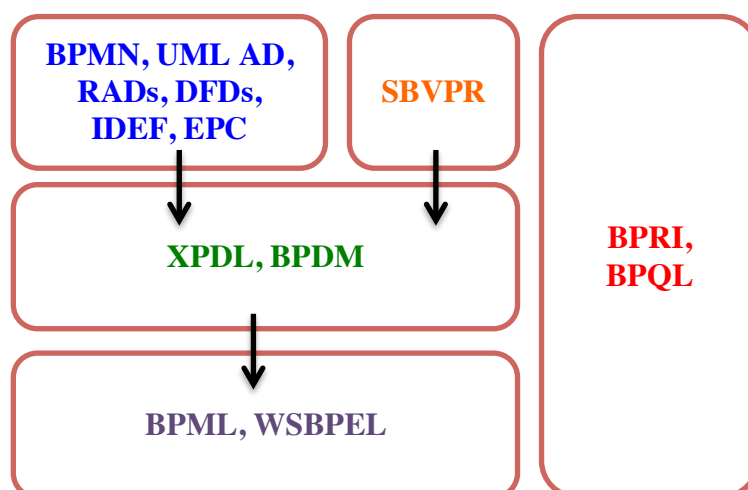 BPMN, UML AD,
RADs, DFDs,
IDEF, EPC
SBVPR
XPDL, BPDM
BPML, WSBPEL
BPRI,
BPQL